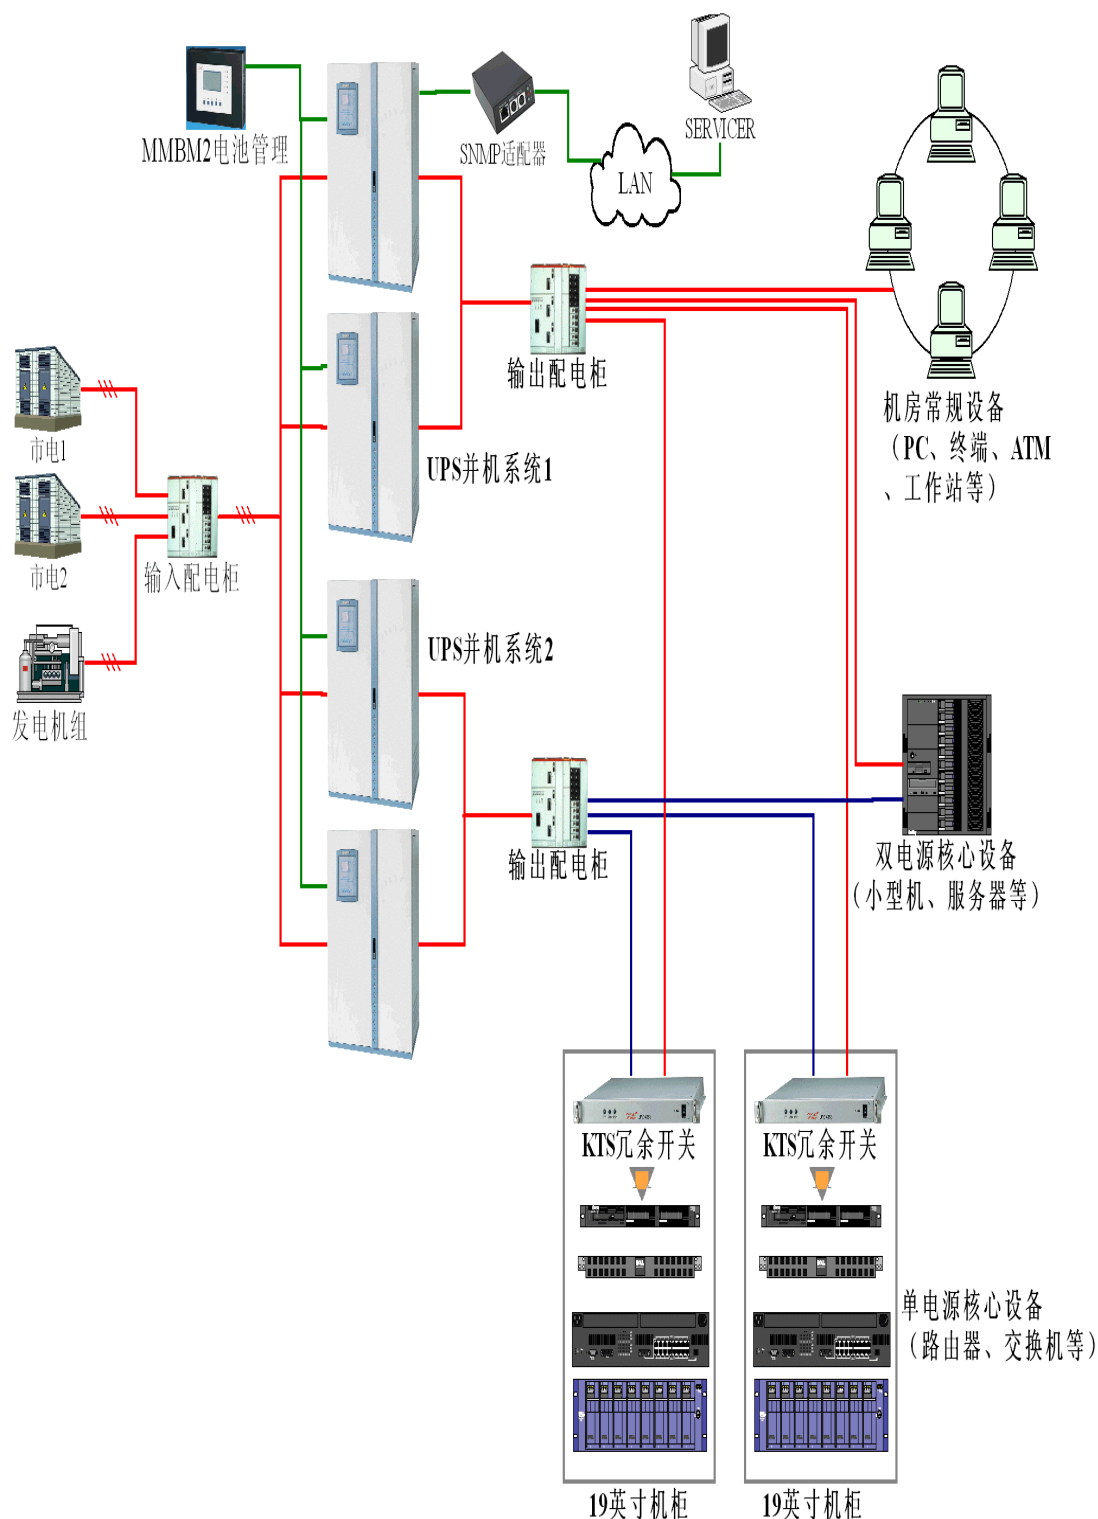 SERVICER
MMBM2电池管理
SNMP适配器
LAN
输出配电柜
机房常规设备
（PC、终端、ATM
、工作站等）
市电1
UPS并机系统1
市电2
输入配电柜
UPS并机系统2
发电机组
输出配电柜
双电源核心设备
（小型机、服务器等）
KTS冗余开关
KTS冗余开关
单电源核心设备
（路由器、交换机等）
19英寸机柜
19英寸机柜